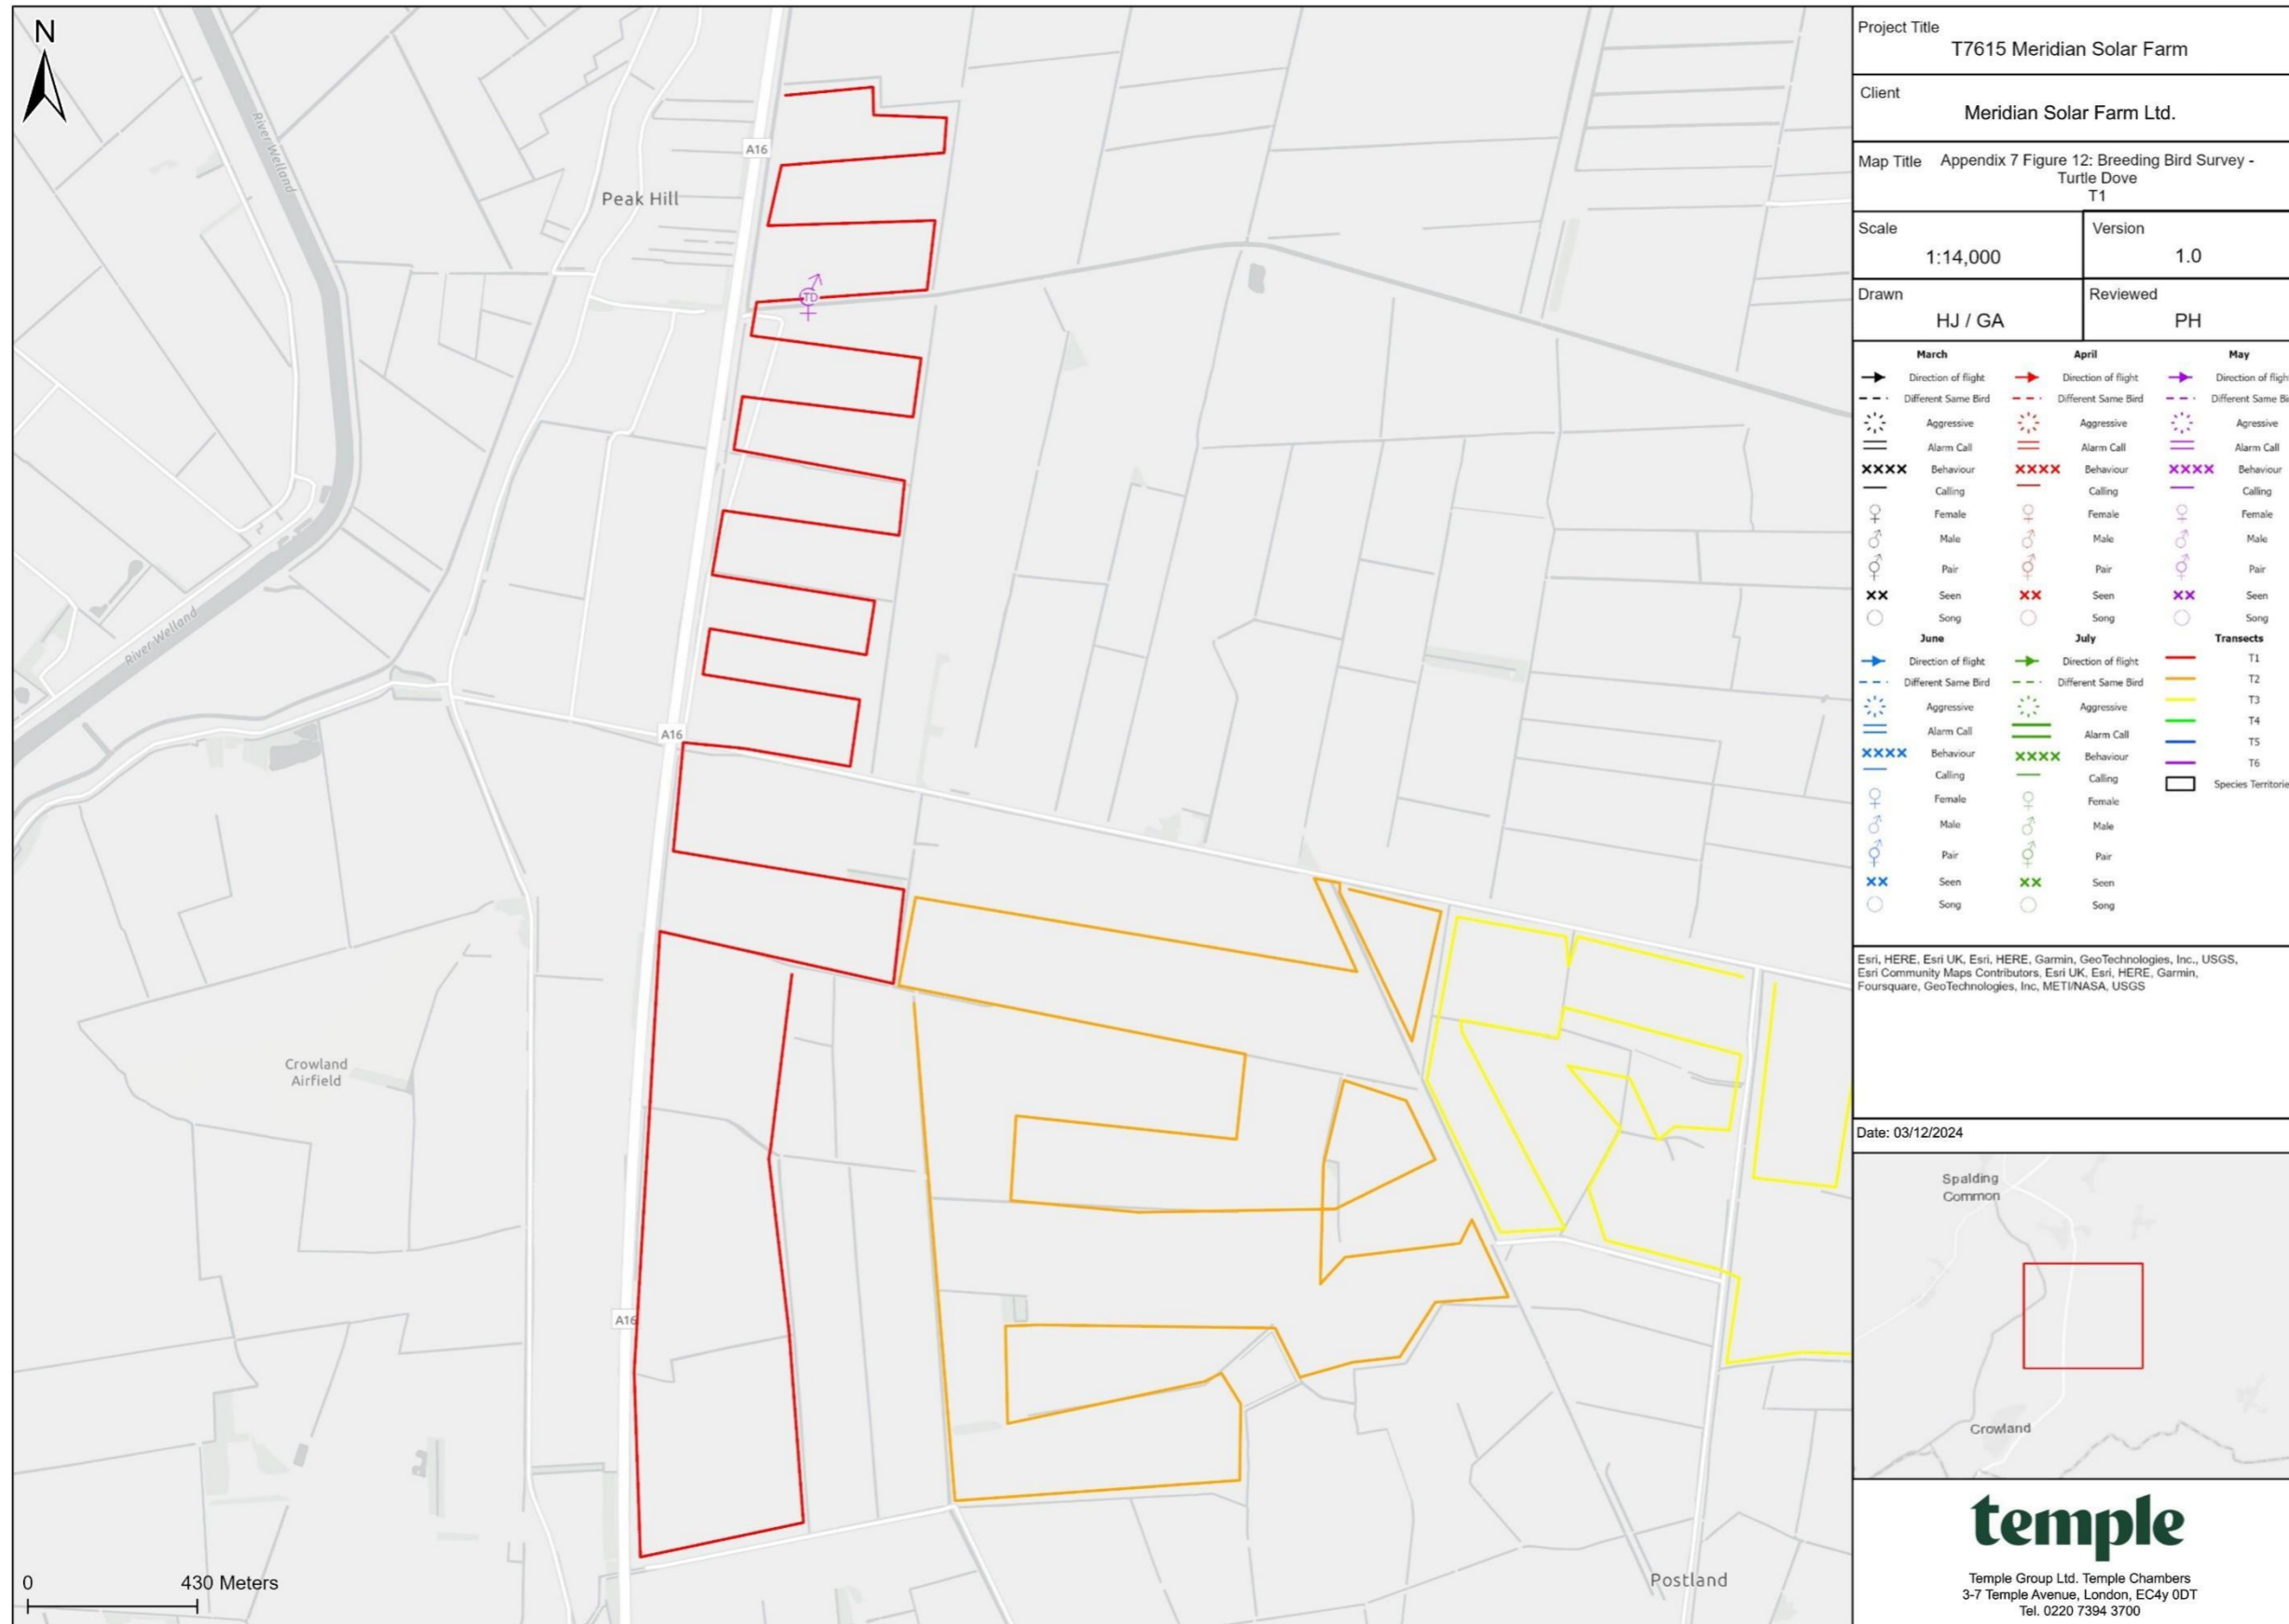 N
River Welland
A16
Peak Hill
TD
River Welland
A16
Crowland
Airfield
A16
Postland
0 430 Meters
Project Title
T7615 Meridian Solar Farm
Client
Meridian Solar Farm Ltd.
Map Title Appendix 7 Figure 12: Breeding Bird Survey -
Turtle Dove
T1
Scale
1:14,000
Version
1.0
Drawn
HJ / GA
Reviewed
PH
March April May
Direction of flight Direction of flight Direction of fligh
Different Same Bird Different Same Bird Different Same Bi
Aggressive Aggressive Agressive
Alarm Call Alarm Call Alarm Call
Behaviour Behaviour Behaviour
Calling Calling Calling
Female Female Female
Male Male Male
Pair Pair Pair
Seen Seen Seen
Song Song Song
June July Transects
Direction of flight Direction of flight T1
Different Same Bird Different Same Bird T2
Aggressive Aggressive T3
Alarm Call Alarm Call T4
Behaviour Behaviour T5
Calling Calling T6
Female Female Species Territorie
Male Male
Pair Pair
Seen Seen
Song Song
Esri, HERE, Esri UK, Esri, HERE, Garmin, GeoTechnologies, Inc., USGS,
Esri Community Maps Contributors, Esri UK, Esri, HERE, Garmin,
Foursquare, GeoTechnologies, Inc, METI/NASA, USGS
Date: 03/12/2024
Spalding
Common
Crowland
temple
Temple Group Ltd. Temple Chambers
3-7 Temple Avenue, London, EC4y 0DT
Tel. 0220 7394 3700